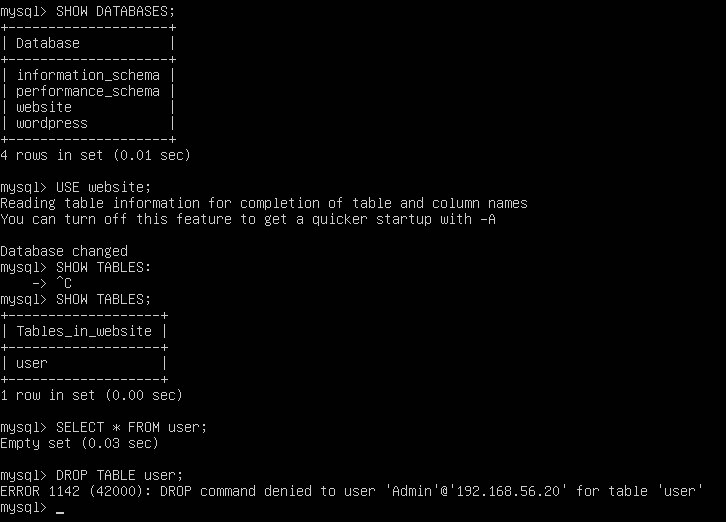 mysql> SHOW DATABASES;
+--------------------+
| Database           |
+--------------------+
| information_schema |
| performance_schema |
| website            |
| wordpress          |
+--------------------+
4 rows in set (0.01 sec)
mysql> USE website;
Reading table information for completion of table and column names
You can turn off this feature to get a quicker startup with -A
Database changed
mysql> SHOW TABLES:
    -> ^C
mysql> SHOW TABLES;
+-------------------+
| Tables_in_website |
+-------------------+
| user              |
+-------------------+
1 row in set (0.00 sec)
mysql> SELECT * FROM user;
Empty set (0.03 sec)
mysql> DROP TABLE user;
ERROR 1142 (42000): DROP command denied to user 'Admin'@'192.168.56.20' for table 'user'
mysql> _